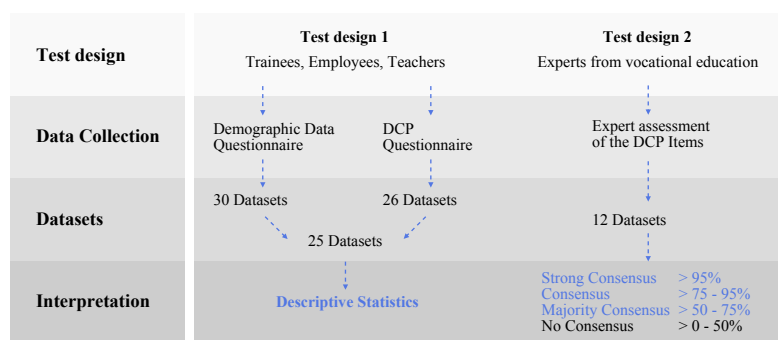 Test design
Test design 1
Trainees, Employees, Teachers
Test design 2
Experts from vocational education
Data Collection
Demographic Data
Questionnaire
DCP
Questionnaire
Expert assessment
of the DCP Items
Datasets
30 Datasets
26 Datasets
25 Datasets
12 Datasets
Interpretation
Descriptive Statistics
Strong Consensus > 95%
Consensus > 75 - 95%
Majority Consensus > 50 - 75%
No Consensus > 0 - 50%